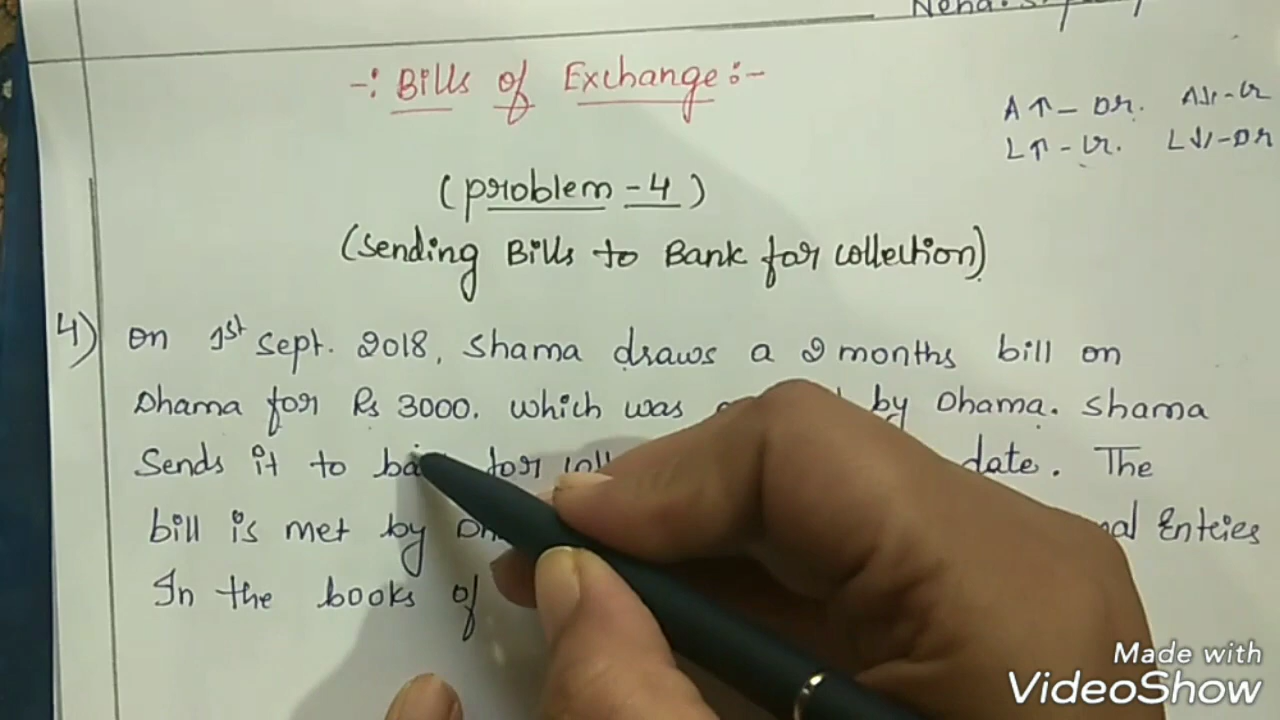 -: Bills of Exchange :-
A↑ - Dr. A↓ - Cr
L↑ - Cr. L↓ - Dr
(problem - 4)
(Sending Bills to Bank for collection)
4) On 1st Sept. 2018, Shama draws a 2 months bill on
Dhama for Rs 3000. which was by Dhama. Shama
Sends it to for date. The
bill is met by Entries
In the books of
Made with
VideoShow